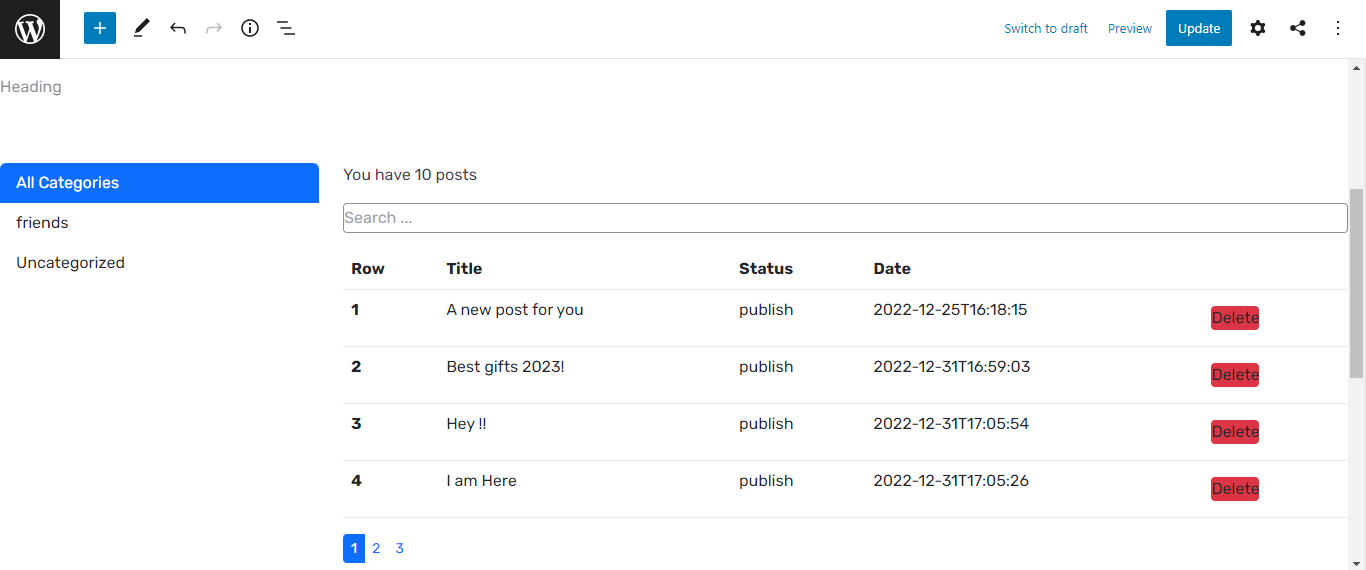 Switch to draft Preview Update
Heading
All Categories
friends
Uncategorized
You have 10 posts
Search ...
Row Title Status Date
1 A new post for you publish 2022-12-25T16:18:15 Delete
2 Best gifts 2023! publish 2022-12-31T16:59:03 Delete
3 Hey !! publish 2022-12-31T17:05:54 Delete
4 I am Here publish 2022-12-31T17:05:26 Delete
1 2 3